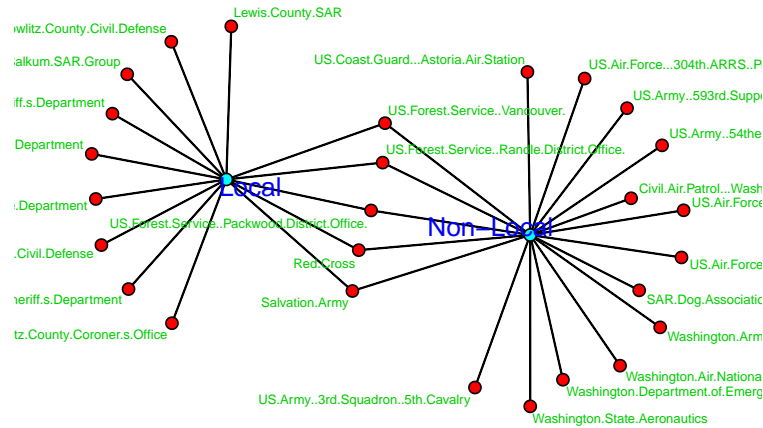 Lewis.County.SAR
wlitz.County.Civil.Defense
alkum.SAR.Group
iff.s.Department
Department
.Department
.Civil.Defense
eriff.s.Department
tz.County.Coroner.s.Office
Local
US.Coast.Guard...Astoria.Air.Station
US.Forest.Service..Vancouver.
US.Forest.Service..Randle.District.Office.
US.Forest.Service..Packwood.District.Office.
Red.Cross
Salvation.Army
Non-Local
US.Air.Force...304th.ARRS..P
US.Army..593rd.Suppo
US.Army..54the
Civil.Air.Patrol...Wash
US.Air.Force
US.Air.Force
SAR.Dog.Associatio
Washington.Arm
Washington.Air.Nationa
Washington.Department.of.Emerg
Washington.State.Aeronautics
US.Army..3rd.Squadron..5th.Cavalry